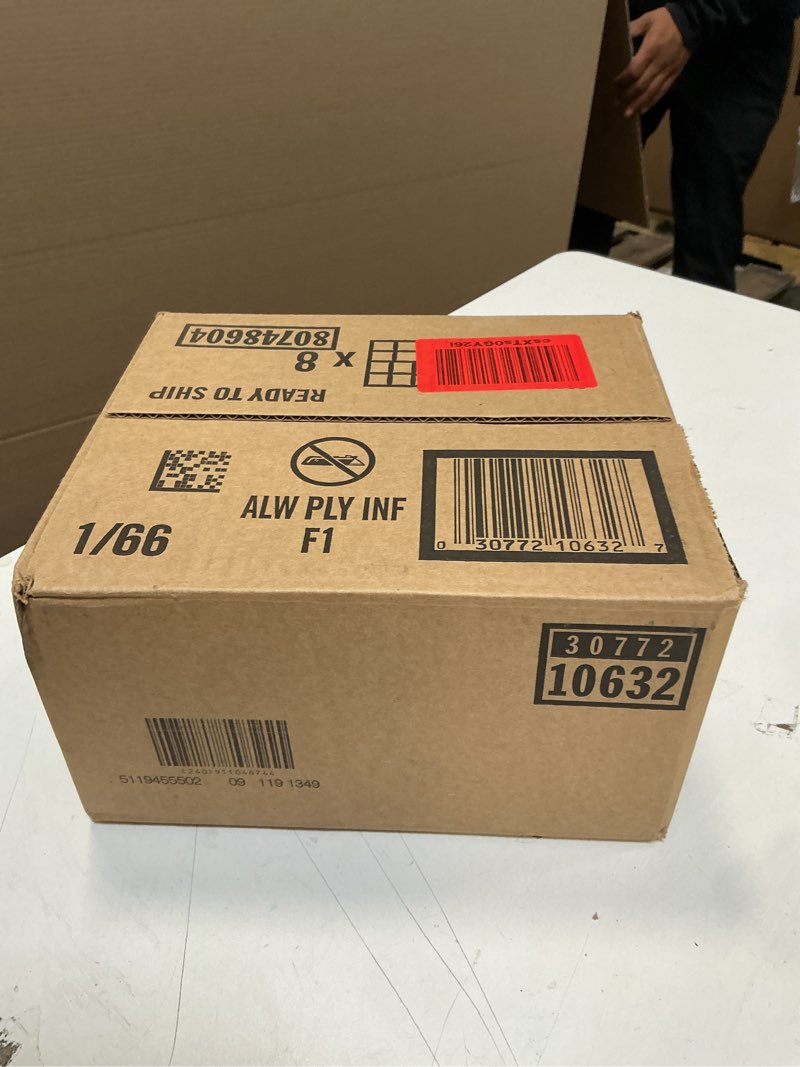 80748604
x 8
READY TO SHIP
csXTs0GY26I
ALW PLY INF
F1
1/66
0 30772 10632 7
30772
10632
5119455502 09 119 1349